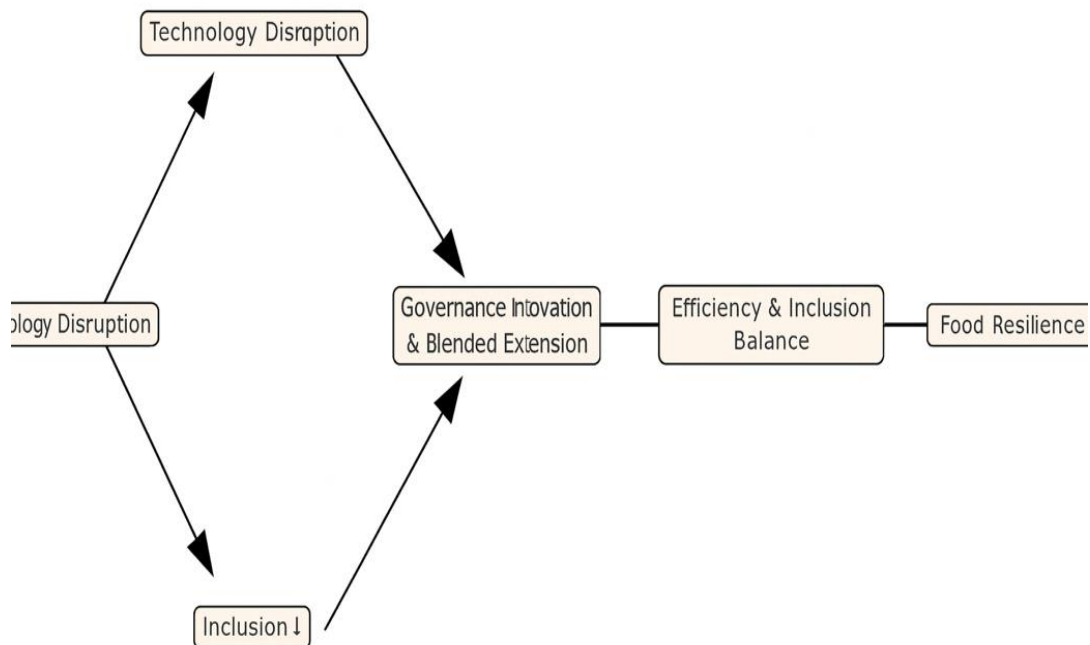 Technology Disraption
ology Disruption
Governance Intovation
& Blended Extension
Efficiency & Inclusion
Balance
Food Resilience
Inclusion↓